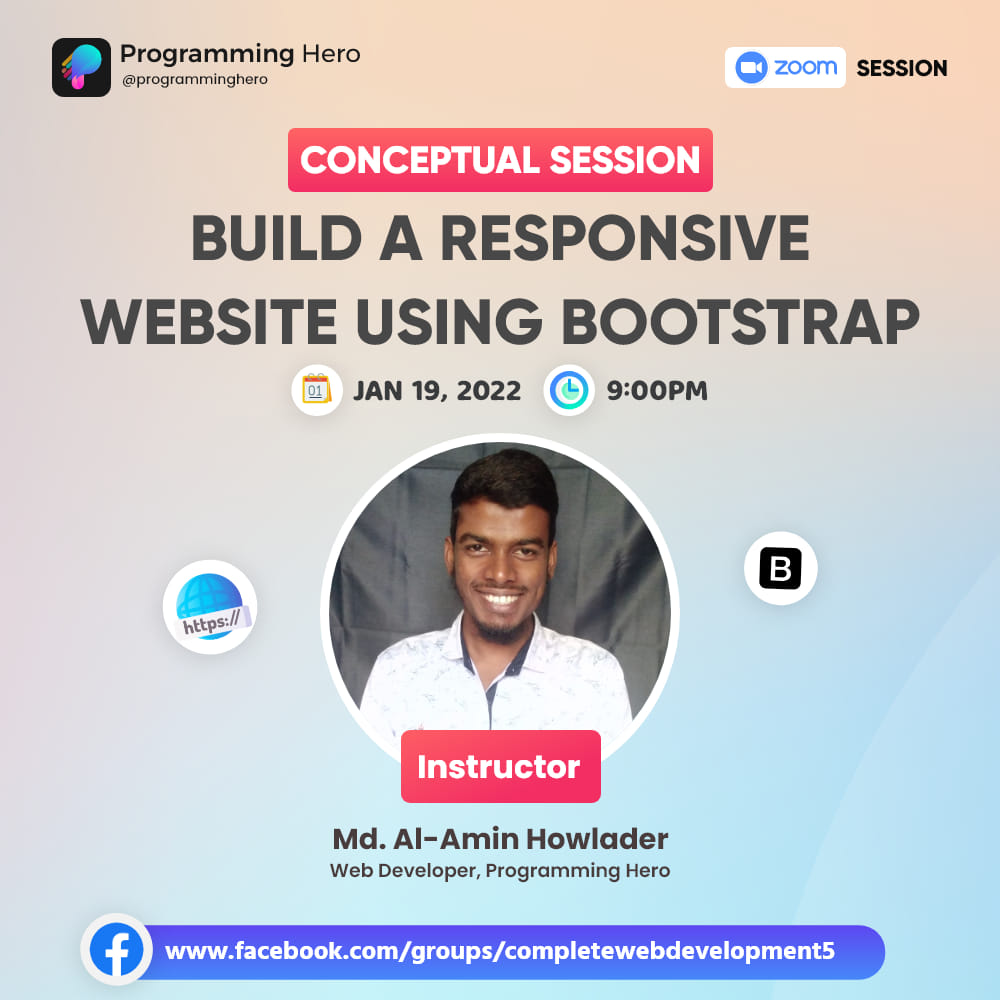 Programming Hero
@programminghero
zoom SESSION
CONCEPTUAL SESSION
BUILD A RESPONSIVE
WEBSITE USING BOOTSTRAP
01 JAN 19, 2022 9:00PM
https://
B
Instructor
Md. Al-Amin Howlader
Web Developer, Programming Hero
www.facebook.com/groups/completewebdevelopment5